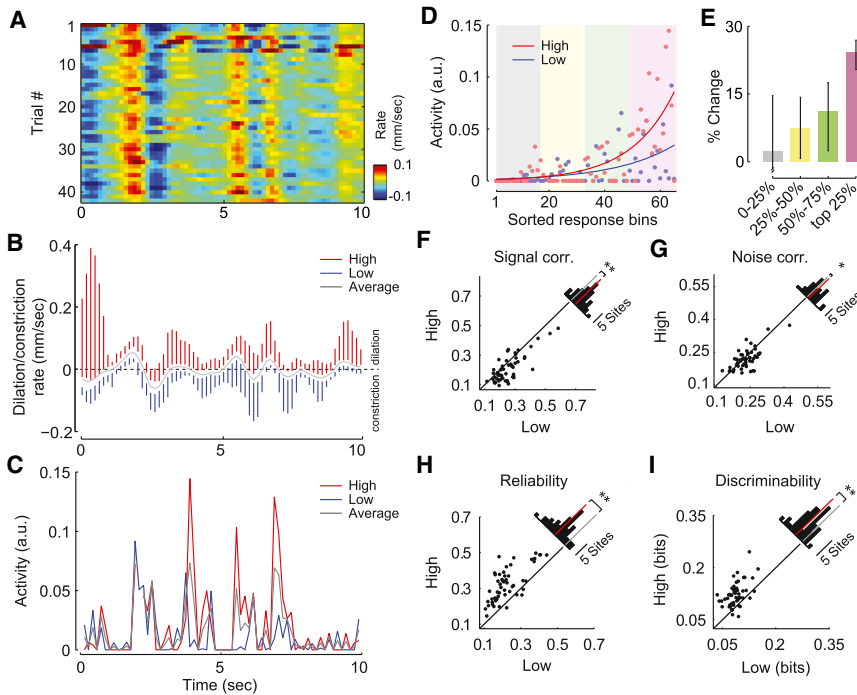 A
Trial #
1
10
20
30
40
0
5
10
Rate
(mm/sec)
0.1
-0.1
B
Dilation/constriction
rate (mm/sec)
0.4
0.2
0
−0.2
0
5
10
High
Low
Average
dilation
constriction
C
Activity (a.u.)
0.15
0.1
0.05
0
0
5
10
Time (sec)
High
Low
Average
D
Activity (a.u.)
0.15
0.1
0.05
0
1
20
40
60
Sorted response bins
High
Low
E
% Change
30
15
0
0-25%
25%-50%
50%-75%
top 25%
F
Signal corr.
High
0.7
0.5
0.3
0.1
0.1
0.3
0.5
0.7
Low
5 Sites
**
G
Noise corr.
High
0.55
0.4
0.25
0.1
0.1
0.25
0.4
0.55
Low
5 Sites
*
H
Reliability
High
0.7
0.5
0.3
0.1
0.1
0.3
0.5
0.7
Low
5 Sites
**
I
Discriminability
High (bits)
0.35
0.2
0.05
0.05
0.2
0.35
Low (bits)
5 Sites
**